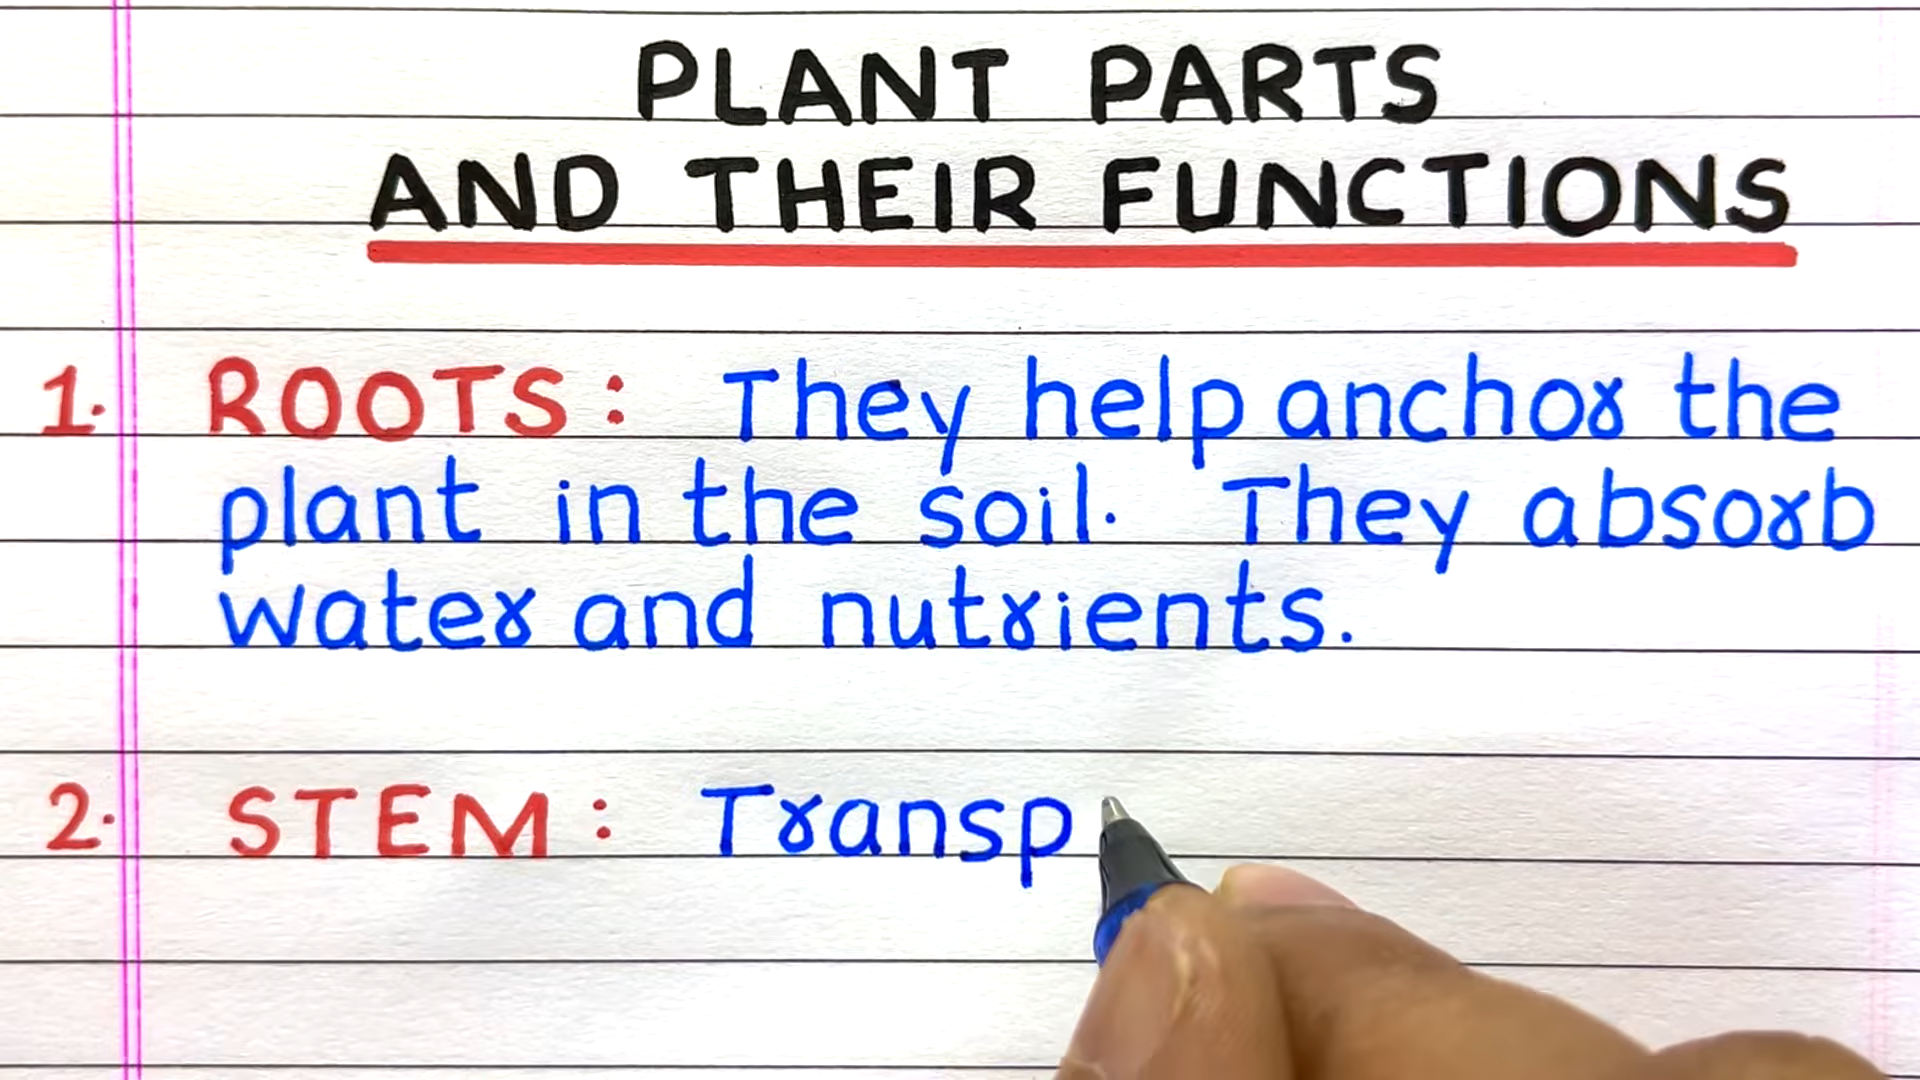 PLANT PARTS
AND THEIR FUNCTIONS
1. ROOTS: They help anchor the
plant in the soil. They absorb
water and nutrients.
2. STEM: Transp